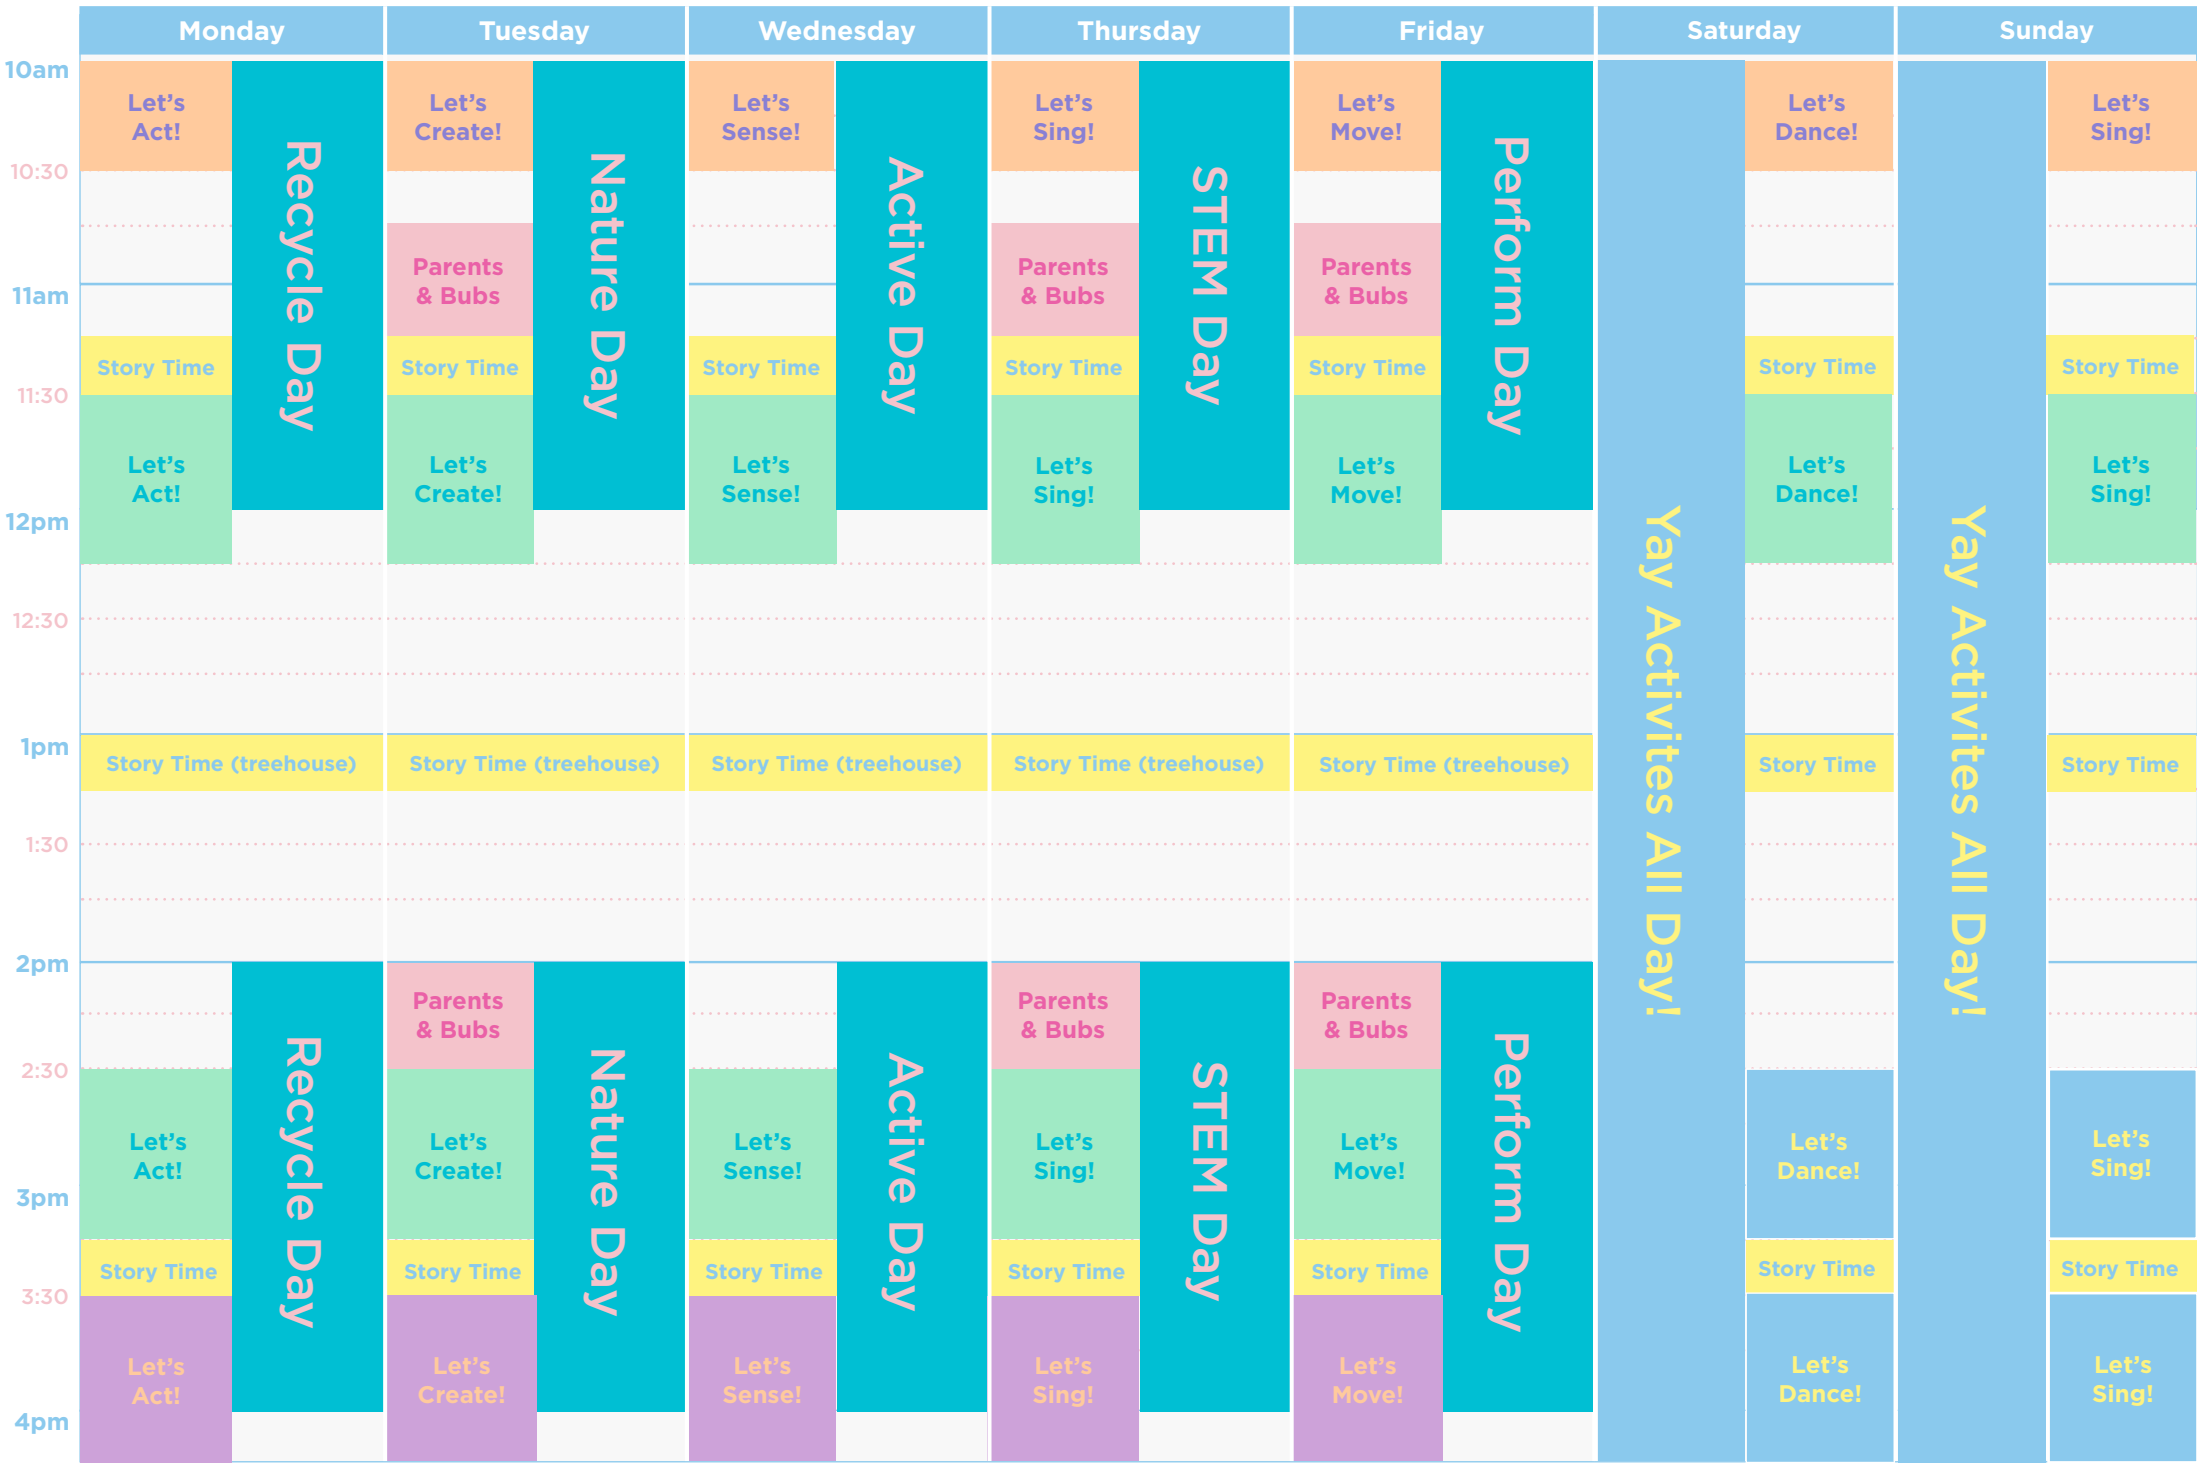 Monday Tuesday Wednesday Thursday Friday Saturday Sunday
10am
Let's Let's Let's Let's Let's Let's Let's
Act! Create! Sense! Sing! Move! Dance! Sing!
Recycle Day
Nature Day
Active Day
STEM Day
Perform Day
Yay Activites All Day!
Yay Activites All Day!
10:30
Parents Parents Parents
& Bubs & Bubs & Bubs
11am
Story Time Story Time Story Time Story Time Story Time Story Time Story Time
11:30
Let's Let's Let's Let's Let's Let's Let's
Act! Create! Sense! Sing! Move! Dance! Sing!
12pm
12:30
1pm
Story Time (treehouse) Story Time (treehouse) Story Time (treehouse) Story Time (treehouse) Story Time (treehouse) Story Time Story Time
1:30
2pm
Parents Parents Parents
& Bubs & Bubs & Bubs
Recycle Day
Nature Day
Active Day
STEM Day
Perform Day
2:30
Let's Let's Let's Let's Let's Let's Let's
Act! Create! Sense! Sing! Move! Dance! Sing!
3pm
Story Time Story Time Story Time Story Time Story Time Story Time Story Time
3:30
Let's Let's Let's Let's Let's Let's Let's
Act! Create! Sense! Sing! Move! Dance! Sing!
4pm